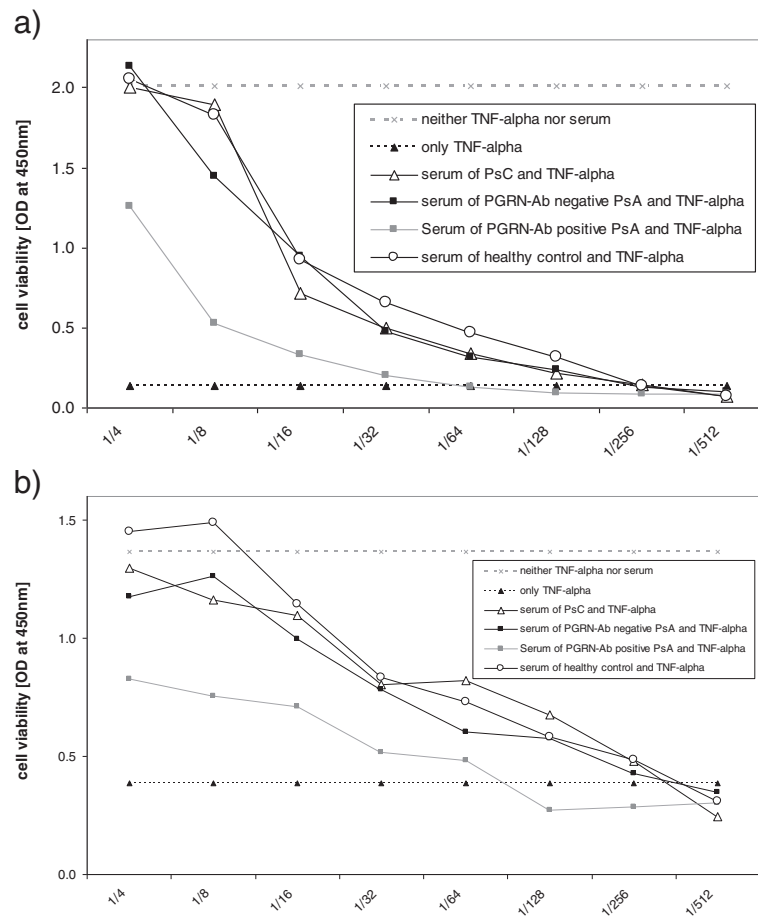 a)
cell viability [OD at 450nm]
2.0
1.5
1.0
0.5
0.0
neither TNF-alpha nor serum
only TNF-alpha
serum of PsC and TNF-alpha
serum of PGRN-Ab negative PsA and TNF-alpha
Serum of PGRN-Ab positive PsA and TNF-alpha
serum of healthy control and TNF-alpha
1/4 1/8 1/16 1/32 1/64 1/128 1/256 1/512
b)
cell viability [OD at 450nm]
1.5
1.0
0.5
0.0
neither TNF-alpha nor serum
only TNF-alpha
serum of PsC and TNF-alpha
serum of PGRN-Ab negative PsA and TNF-alpha
Serum of PGRN-Ab positive PsA and TNF-alpha
serum of healthy control and TNF-alpha
1/4 1/8 1/16 1/32 1/64 1/128 1/256 1/512